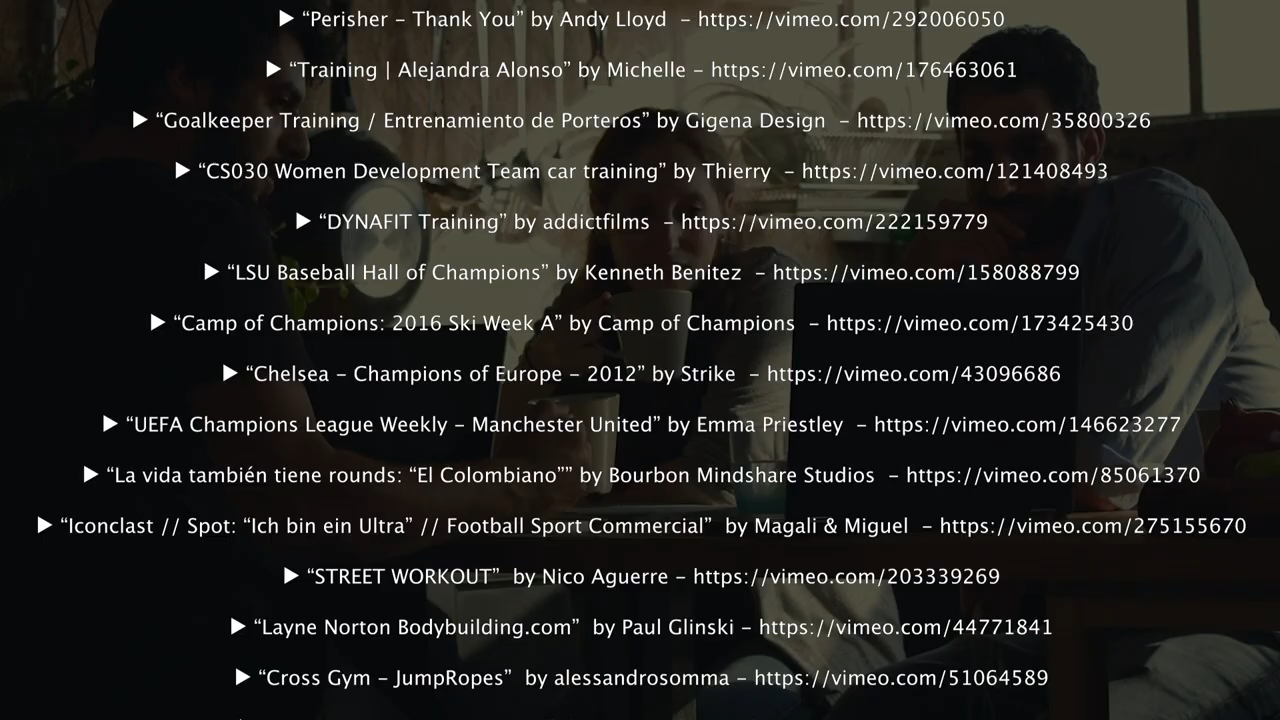 ▶ “Perisher – Thank You” by Andy Lloyd – https://vimeo.com/292006050
▶ “Training | Alejandra Alonso” by Michelle – https://vimeo.com/176463061
▶ “Goalkeeper Training / Entrenamiento de Porteros” by Gigena Design – https://vimeo.com/35800326
▶ “CS030 Women Development Team car training” by Thierry – https://vimeo.com/121408493
▶ “DYNAFIT Training” by addictfilms – https://vimeo.com/222159779
▶ “LSU Baseball Hall of Champions” by Kenneth Benitez – https://vimeo.com/158088799
▶ “Camp of Champions: 2016 Ski Week A” by Camp of Champions – https://vimeo.com/173425430
▶ “Chelsea – Champions of Europe – 2012” by Strike – https://vimeo.com/43096686
▶ “UEFA Champions League Weekly – Manchester United” by Emma Priestley – https://vimeo.com/146623277
▶ “La vida también tiene rounds: “El Colombiano”” by Bourbon Mindshare Studios – https://vimeo.com/85061370
▶ “Iconclast // Spot: “Ich bin ein Ultra” // Football Sport Commercial” by Magali & Miguel – https://vimeo.com/275155670
▶ “STREET WORKOUT” by Nico Aguerre – https://vimeo.com/203339269
▶ “Layne Norton Bodybuilding.com” by Paul Glinski – https://vimeo.com/44771841
▶ “Cross Gym – JumpRopes” by alessandrosomma – https://vimeo.com/51064589